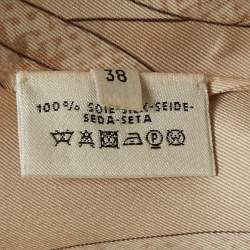 38
100% SOIE-SILK-SEIDE-
SEDA-SETA
P